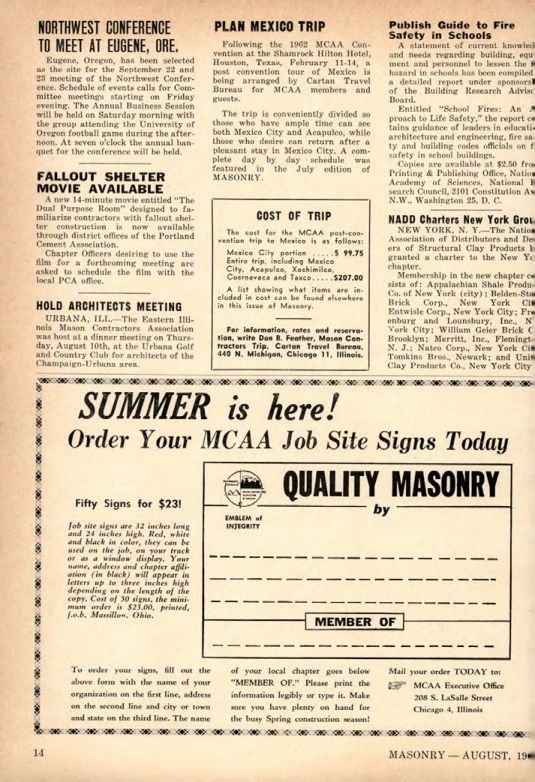 NORTHWEST CONFERENCE
TO MEET AT EUGENE, ORE.
Eugene, Oregon, has been selected
as the site for the September 22 and
23 meeting of the Northwest Confer-
ence. Schedule of events calls for Com-
mittee meetings starting on Friday
evening. The Annual Business Session
will be held on Saturday morning with
the group attending the University of
Oregon football game during the after-
noon. At seven o'clock the annual ban-
quet for the conference will be held.
FALLOUT SHELTER
MOVIE AVAILABLE
A new 14-minute movie entitled "The
Dual Purpose Room" designed to fa-
miliarize contractors with fallout shel-
ter construction is now available
through district offices of the Portland
Cement Association.
Chapter Officers desiring to use the
film for a forthcoming meeting are
asked to schedule the film with the
local PCA office.
HOLD ARCHITECTS MEETING
URBANA, ILL.—The Eastern Illi-
nois Mason Contractors Association
was host at a dinner meeting on Thurs-
day, August 10th, at the Urbana Golf
and Country Club for architects of the
Champaign-Urbana area.
PLAN MEXICO TRIP
Following the 1962 MCAA Con-
vention at the Shamrock Hilton Hotel,
Houston, Texas, February 11-14, a
post convention tour of Mexico is
being arranged by Cartan Travel
Bureau for MCAA members and
guests.
The trip is conveniently divided so
those who have ample time can see
both Mexico City and Acapulco, while
those who desire can return after a
pleasant stay in Mexico City. A com-
plete day by day schedule was
featured in the July edition of
MASONRY.
COST OF TRIP
The cost for the MCAA post-con-
vention trip to Mexico is as follows:
Mexico City portion .....$ 99.75
Entire trip, including Mexico
City, Acapulco, Xochimilco,
Cuernavaca and Taxco.....$207.00
A list showing what items are in-
cluded in cost can be found elsewhere
in this issue of Masonry.
For information, rates and reserva-
tion, write Don B. Feather, Mason Con-
tractors Trip, Cartan Travel Bureau,
440 N. Michigan, Chicago 11, Illinois.
Publish Guide to Fire
Safety in Schools
A statement of current
and needs regarding building,
ment and personnel to lessen the
hazard in schools has been compiled
a detailed report under
of the Building Research
Board.
Entitled "School Fires: An
proach to Life Safety," the report
tains guidance of leaders in
architecture and engineering, fire
ty and building codes officials on
safety in school buildings.
Copies are available at $2.50
Printing & Publishing Office,
Academy of Sciences, National
search Council, 2101 Constitution
N.W., Washington 25, D. C.
NADD Charters New York
NEW YORK, N. Y.—The
Association of Distributors and
ers of Structural Clay Products
granted a charter to the New
chapter.
Membership in the new chapter
sists of: Appalachian Shale
Co. of New York (city);
Brick Corp., New York
Entwisle Corp., New York City;
enburg and Lounsbury, Inc.,
York City; William Geier Brick
Brooklyn; Merritt, Inc.,
N. J.; Natco Corp., New York
Tomkins Bros., Newark; and
Clay Products Co., New York City
SUMMER is here!
Order Your MCAA Job Site Signs Today
Fifty Signs for $23!
Job site signs are 32 inches long
and 24 inches high. Red, white
and black in color, they can be
used on the job, on your truck
or as a window display. Your
name, address and chapter affili-
ation (in black) will appear in
letters up to three inches high
depending on the length of the
copy. Cost of 50 signs, the mini-
mum order is $23.00, printed,
f.o.b. Massillon, Ohio.
QUALITY MASONRY
by
EMBLEM of
INTEGRITY
MEMBER OF
To order your signs, fill out the
above form with the name of your
organization on the first line, address
on the second line and city or town
and state on the third line. The name
of your local chapter goes below
"MEMBER OF." Please print the
information legibly or type it. Make
sure you have plenty on hand for
the busy Spring construction season!
Mail your order TODAY to:
MCAA Executive Office
208 S. LaSalle Street
Chicago 4, Illinois
14
MASONRY — AUGUST,